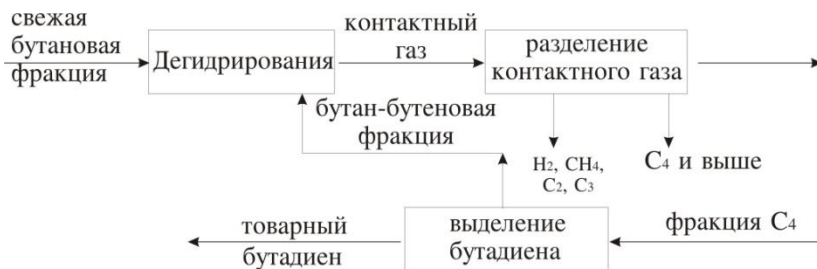 свежая
бутановая
фракция
Дегидрирования
контактный
газ
разделение
контактного газа
бутан-бутеновая
фракция
H₂, CH₄,
C₂, C₃
C₄ и выше
товарный
бутадиен
выделение
бутадиена
фракция C₄